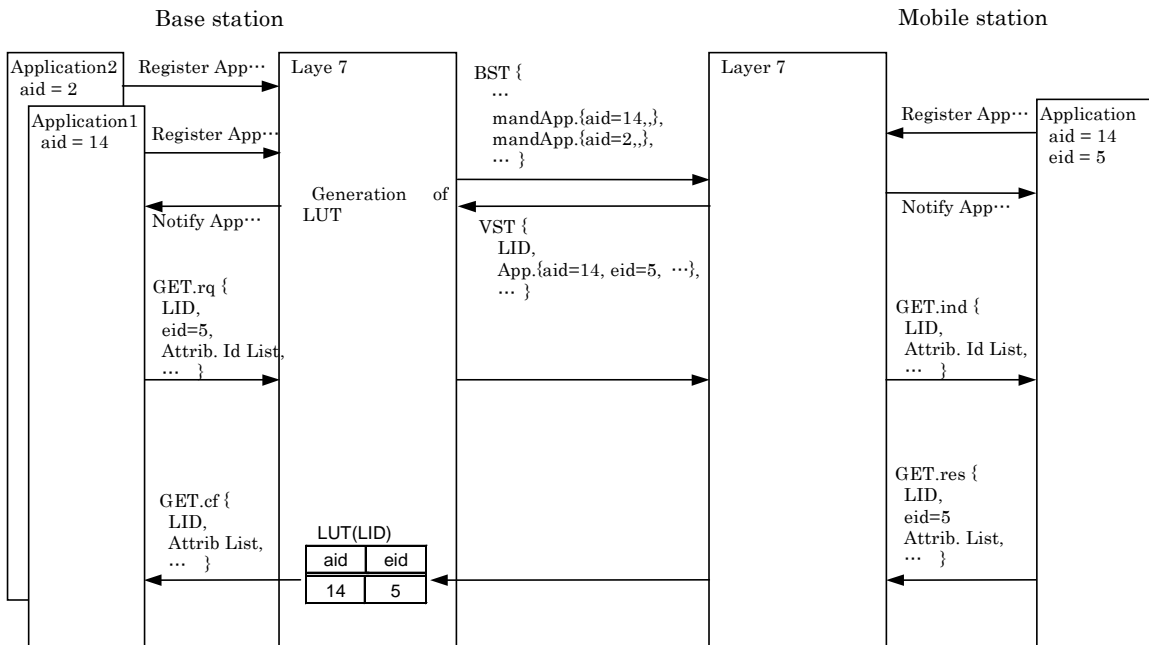 Base station
Mobile station
Application2
aid = 2
Register App…
Laye 7
BST {
…
mandApp.{aid=14,,},
mandApp.{aid=2,,},
… }
Layer 7
Application1
aid = 14
Register App…
Register App…
Application
aid = 14
eid = 5
Generation of
LUT
Notify App…
Notify App…
VST {
LID,
App.{aid=14, eid=5, …},
… }
GET.rq {
LID,
eid=5,
Attrib. Id List,
… }
GET.ind {
LID,
Attrib. Id List,
… }
GET.cf {
LID,
Attrib List,
… }
LUT(LID)
aid eid
14 5
GET.res {
LID,
eid=5
Attrib. List,
… }